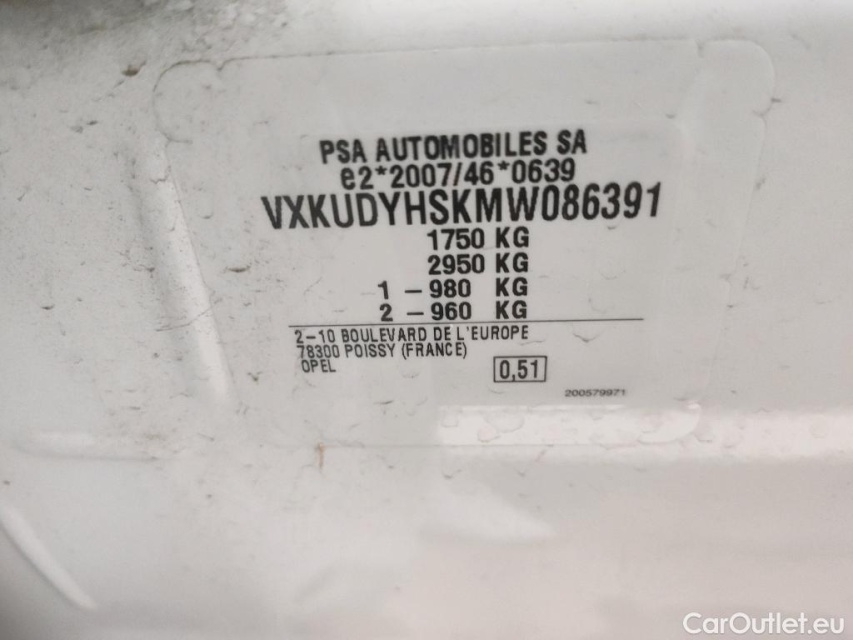 PSA AUTOMOBILES SA
e2*2007/46*0639
VXKUDYHSKMW086391
1750 KG
2950 KG
1 - 980 KG
2 - 960 KG
2-10 BOULEVARD DE L'EUROPE
78300 POISSY (FRANCE)
OPEL
0,51
200579971
CarOutlet.eu